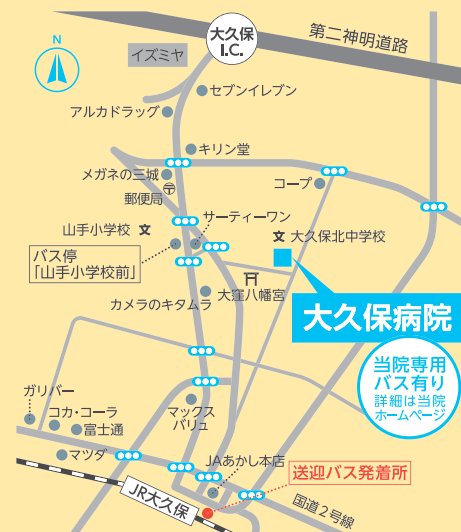 大久保
I.C.
第二神明道路
N
イズミヤ
セブンイレブン
アルカドラッグ
キリン堂
メガネの三城
郵便局
コープ
山手小学校 文
サーティーワン
文 大久保北中学校
バス停
「山手小学校前」
大窪八幡宮
カメラのキタムラ
大久保病院
当院専用
バス有り
詳細は当院
ホームページ
ガリバー
コカ・コーラ
富士通
マックス
バリュ
マツダ
JAあかし本店
送迎バス発着所
JR大久保
国道2号線